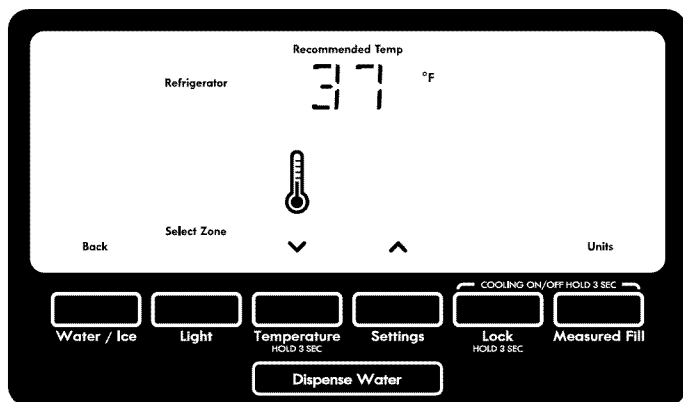 Recommended Temp
Refrigerator 37 °F
Select Zone
Back Units
COOLING ON/OFF HOLD 3 SEC
Water / Ice Light Temperature Settings Lock Measured Fill
HOLD 3 SEC HOLD 3 SEC
Dispense Water